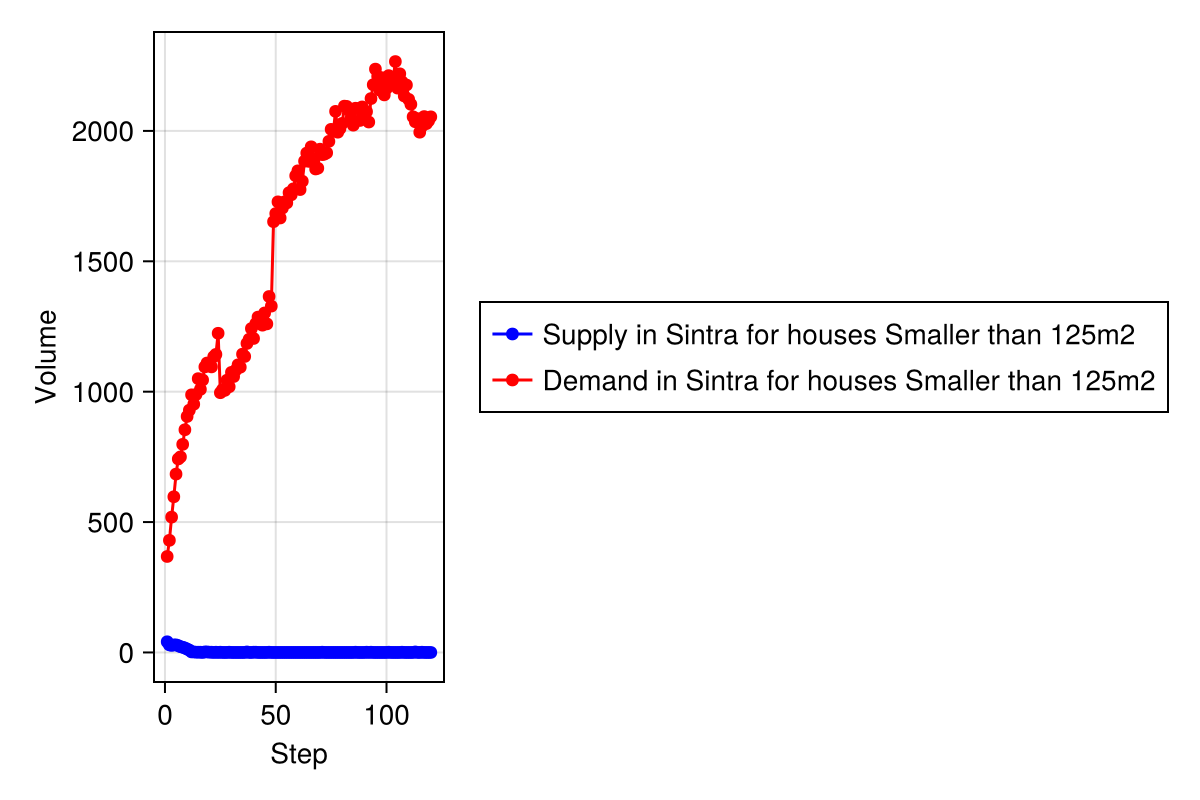 2000
1500
1000
500
0
Volume
0 50 100
Step
Supply in Sintra for houses Smaller than 125m2
Demand in Sintra for houses Smaller than 125m2